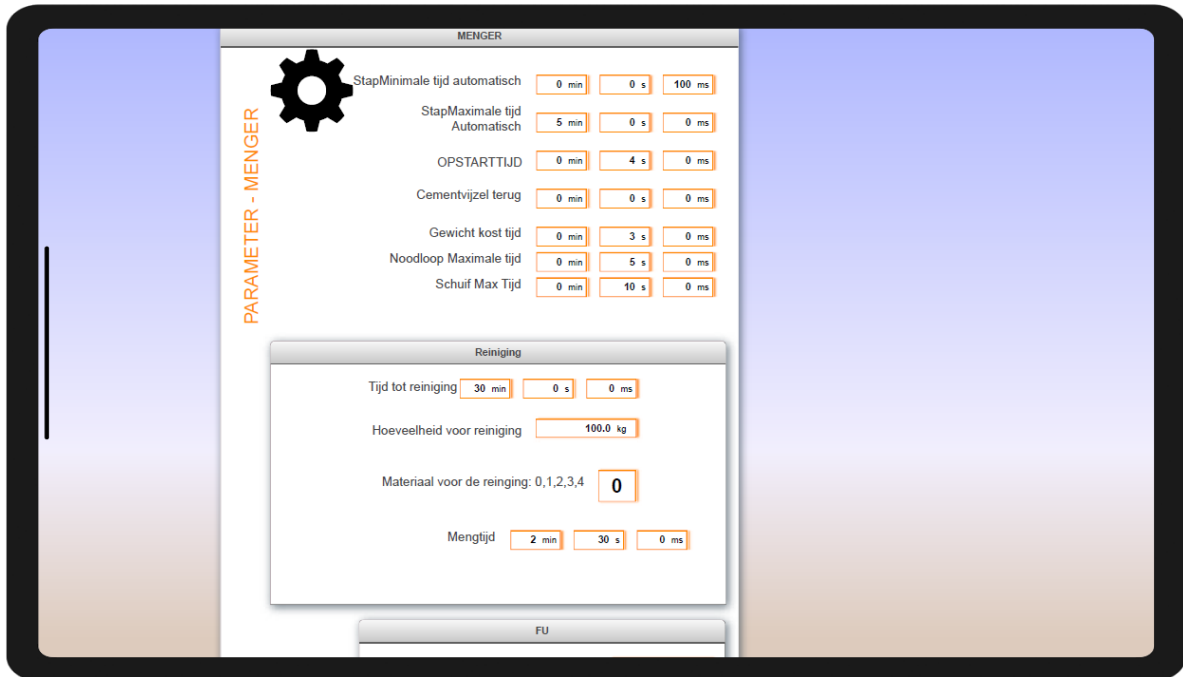 MENGER
PARAMETER - MENGER
StapMinimale tijd automatisch 0 min 0 s 100 ms
StapMaximale tijd
Automatisch 5 min 0 s 0 ms
OPSTARTTIJD 0 min 4 s 0 ms
Cementvijzel terug 0 min 0 s 0 ms
Gewicht kost tijd 0 min 3 s 0 ms
Noodloop Maximale tijd 0 min 5 s 0 ms
Schuif Max Tijd 0 min 10 s 0 ms
Reiniging
Tijd tot reiniging 30 min 0 s 0 ms
Hoeveelheid voor reiniging 100.0 kg
Materiaal voor de reinging: 0,1,2,3,4 0
Mengtijd 2 min 30 s 0 ms
FU